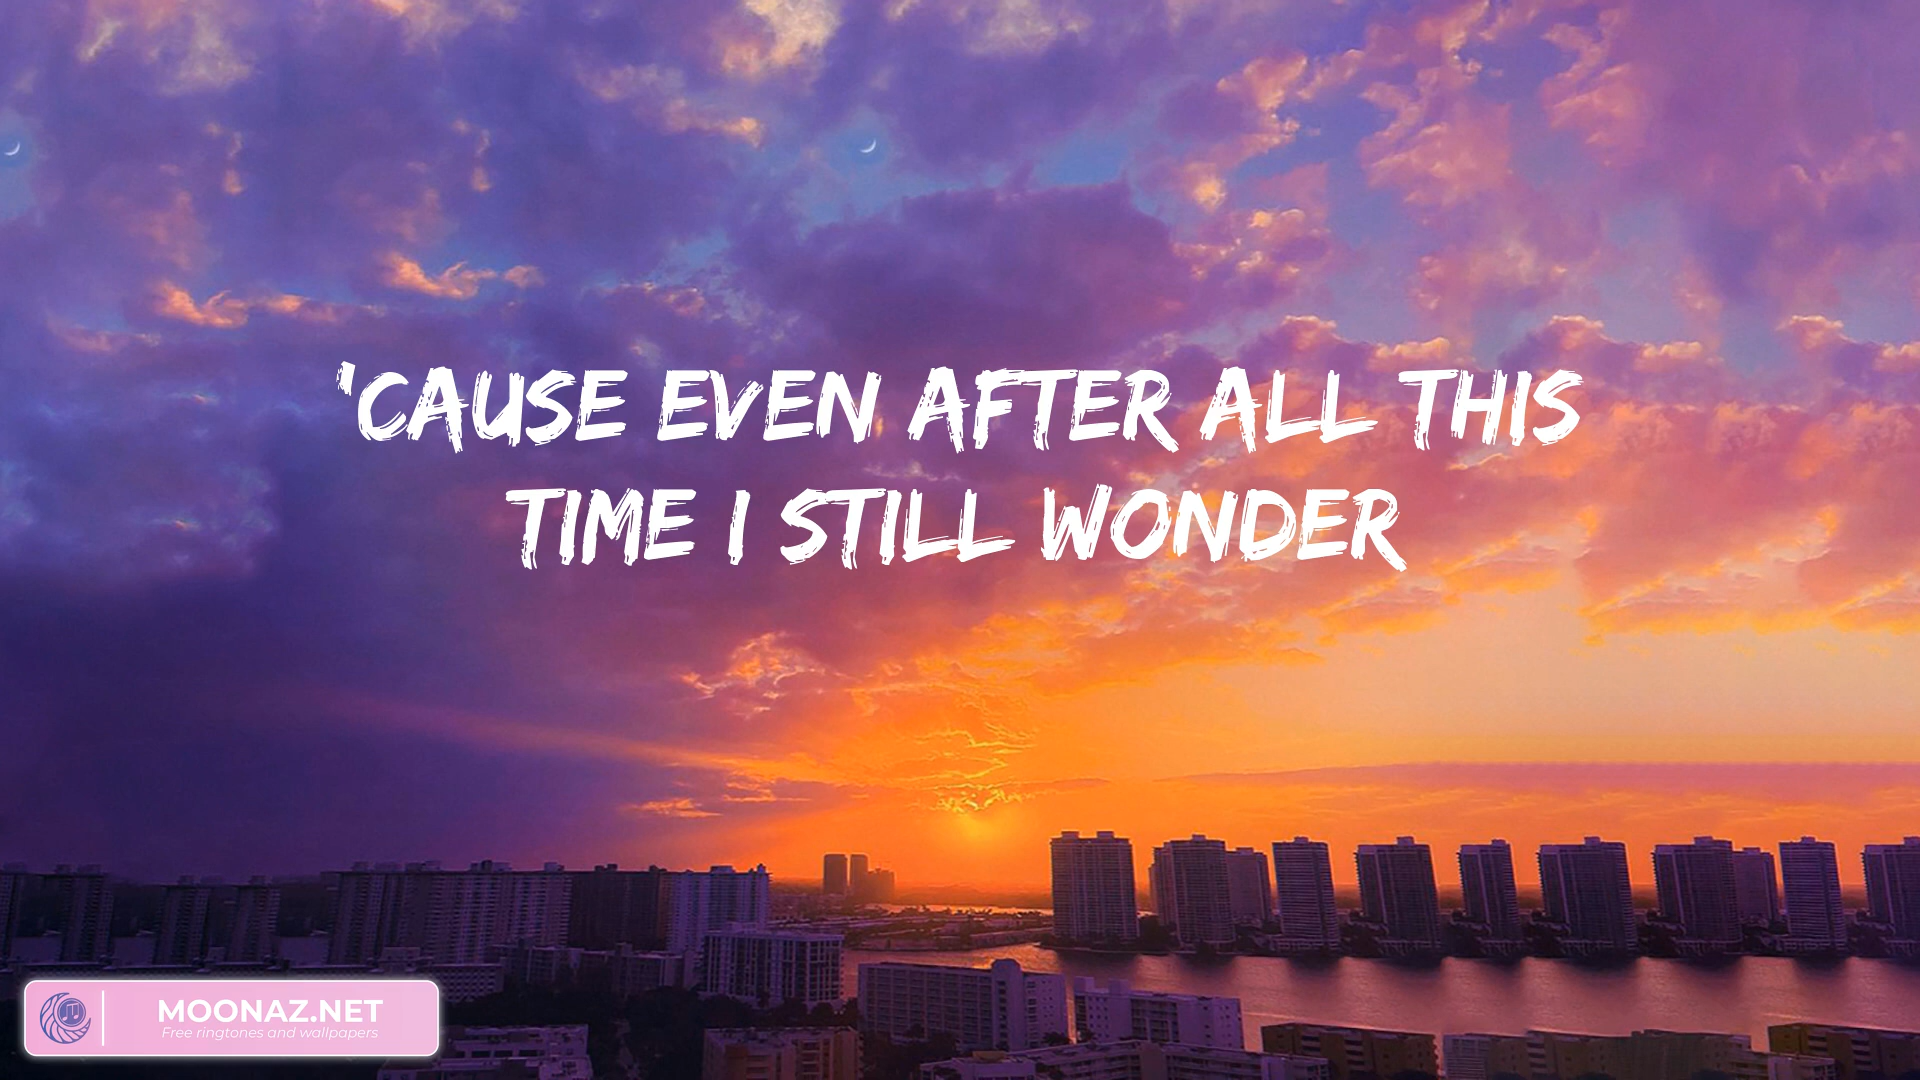 'CAUSE EVEN AFTER ALL THIS
TIME I STILL WONDER
MOONAZ.NET
Free ringtones and wallpapers